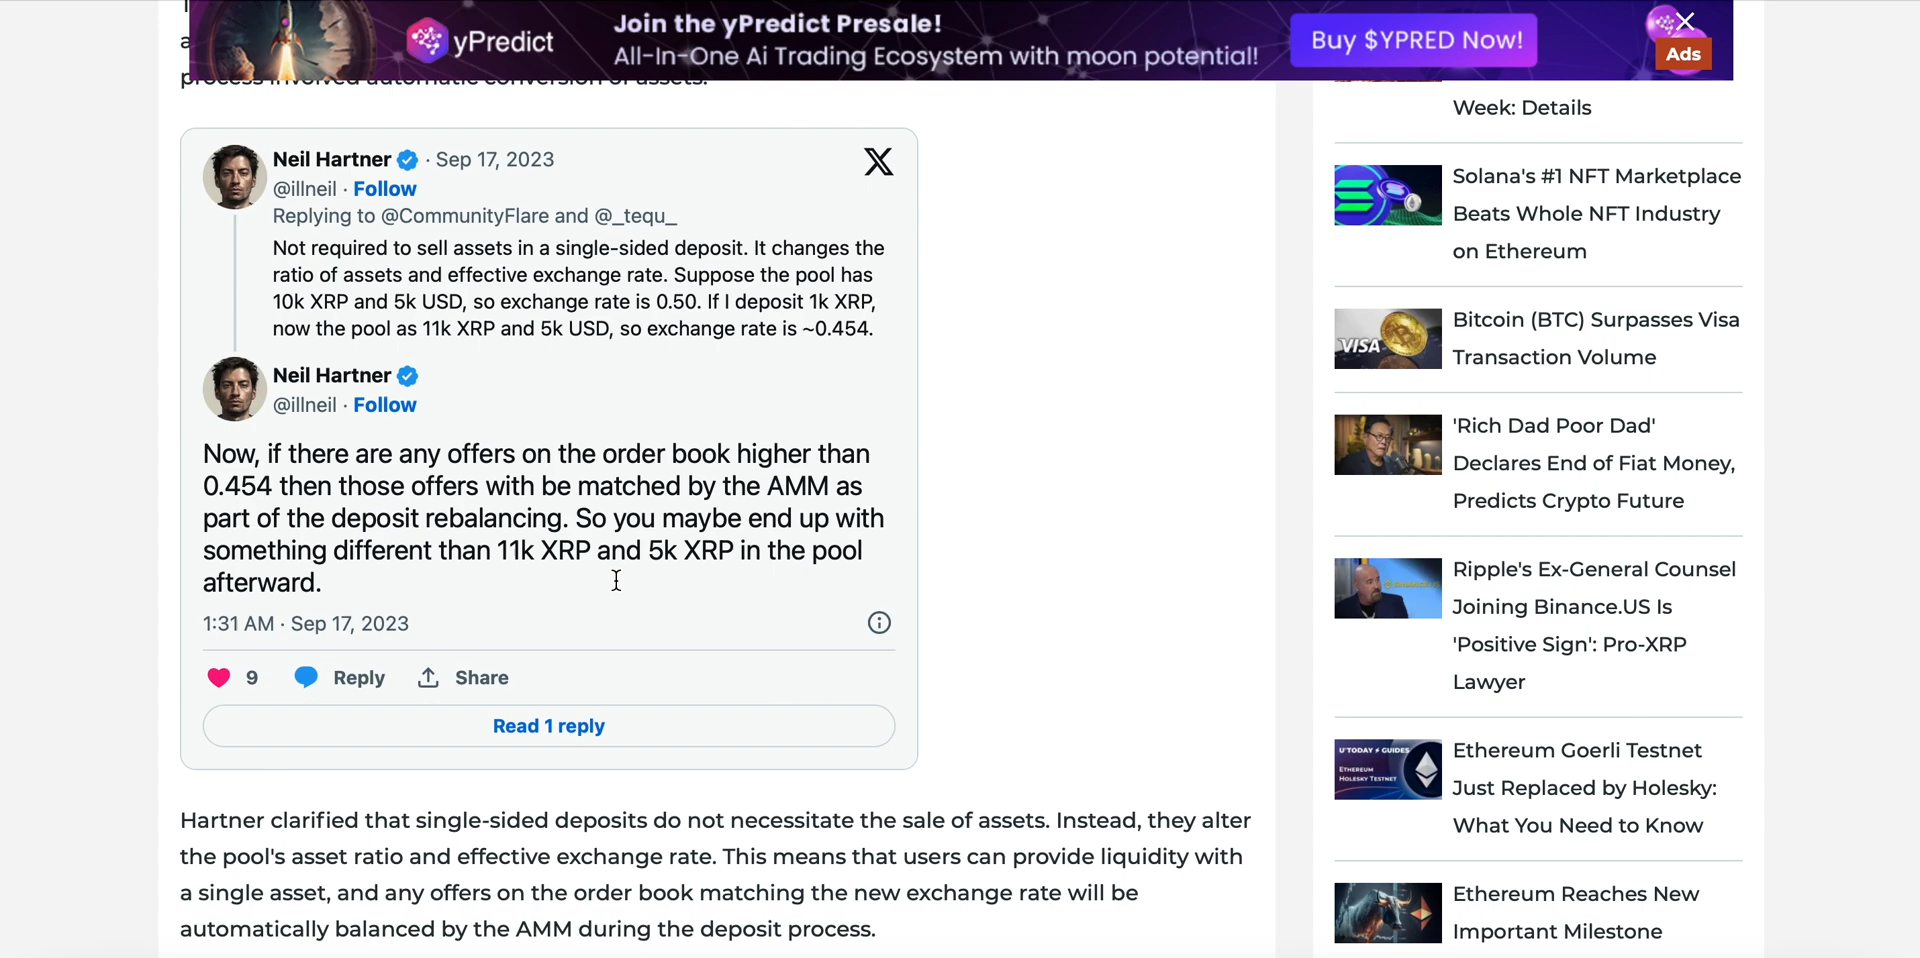 yPredict
Join the yPredict Presale!
All-In-One Ai Trading Ecosystem with moon potential!
Buy $YPRED Now!
Ads
process involved automatic conversion of assets.
Neil Hartner · Sep 17, 2023
@illneil · Follow
Replying to @CommunityFlare and @_tequ_
Not required to sell assets in a single-sided deposit. It changes the
ratio of assets and effective exchange rate. Suppose the pool has
10k XRP and 5k USD, so exchange rate is 0.50. If I deposit 1k XRP,
now the pool as 11k XRP and 5k USD, so exchange rate is ~0.454.
Neil Hartner
@illneil · Follow
Now, if there are any offers on the order book higher than
0.454 then those offers with be matched by the AMM as
part of the deposit rebalancing. So you maybe end up with
something different than 11k XRP and 5k XRP in the pool
afterward.
1:31 AM · Sep 17, 2023
9 Reply Share
Read 1 reply
Hartner clarified that single-sided deposits do not necessitate the sale of assets. Instead, they alter
the pool's asset ratio and effective exchange rate. This means that users can provide liquidity with
a single asset, and any offers on the order book matching the new exchange rate will be
automatically balanced by the AMM during the deposit process.
Week: Details
Solana's #1 NFT Marketplace
Beats Whole NFT Industry
on Ethereum
VISA
Bitcoin (BTC) Surpasses Visa
Transaction Volume
'Rich Dad Poor Dad'
Declares End of Fiat Money,
Predicts Crypto Future
Ripple's Ex-General Counsel
Joining Binance.US Is
'Positive Sign': Pro-XRP
Lawyer
U'TODAY GUIDES
ETHEREUM
HOLESKY TESTNET
Ethereum Goerli Testnet
Just Replaced by Holesky:
What You Need to Know
Ethereum Reaches New
Important Milestone